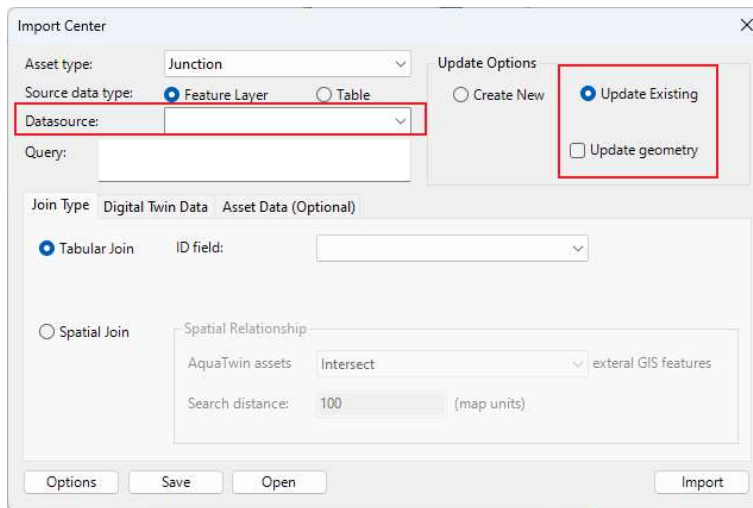 Import Center
Asset type: Junction
Source data type: Feature Layer Table
Datasource:
Query:
Update Options
Create New Update Existing
Update geometry
Join Type Digital Twin Data Asset Data (Optional)
Tabular Join ID field:
Spatial Join
Spatial Relationship
AquaTwin assets Intersect exteral GIS features
Search distance: 100 (map units)
Options Save Open Import